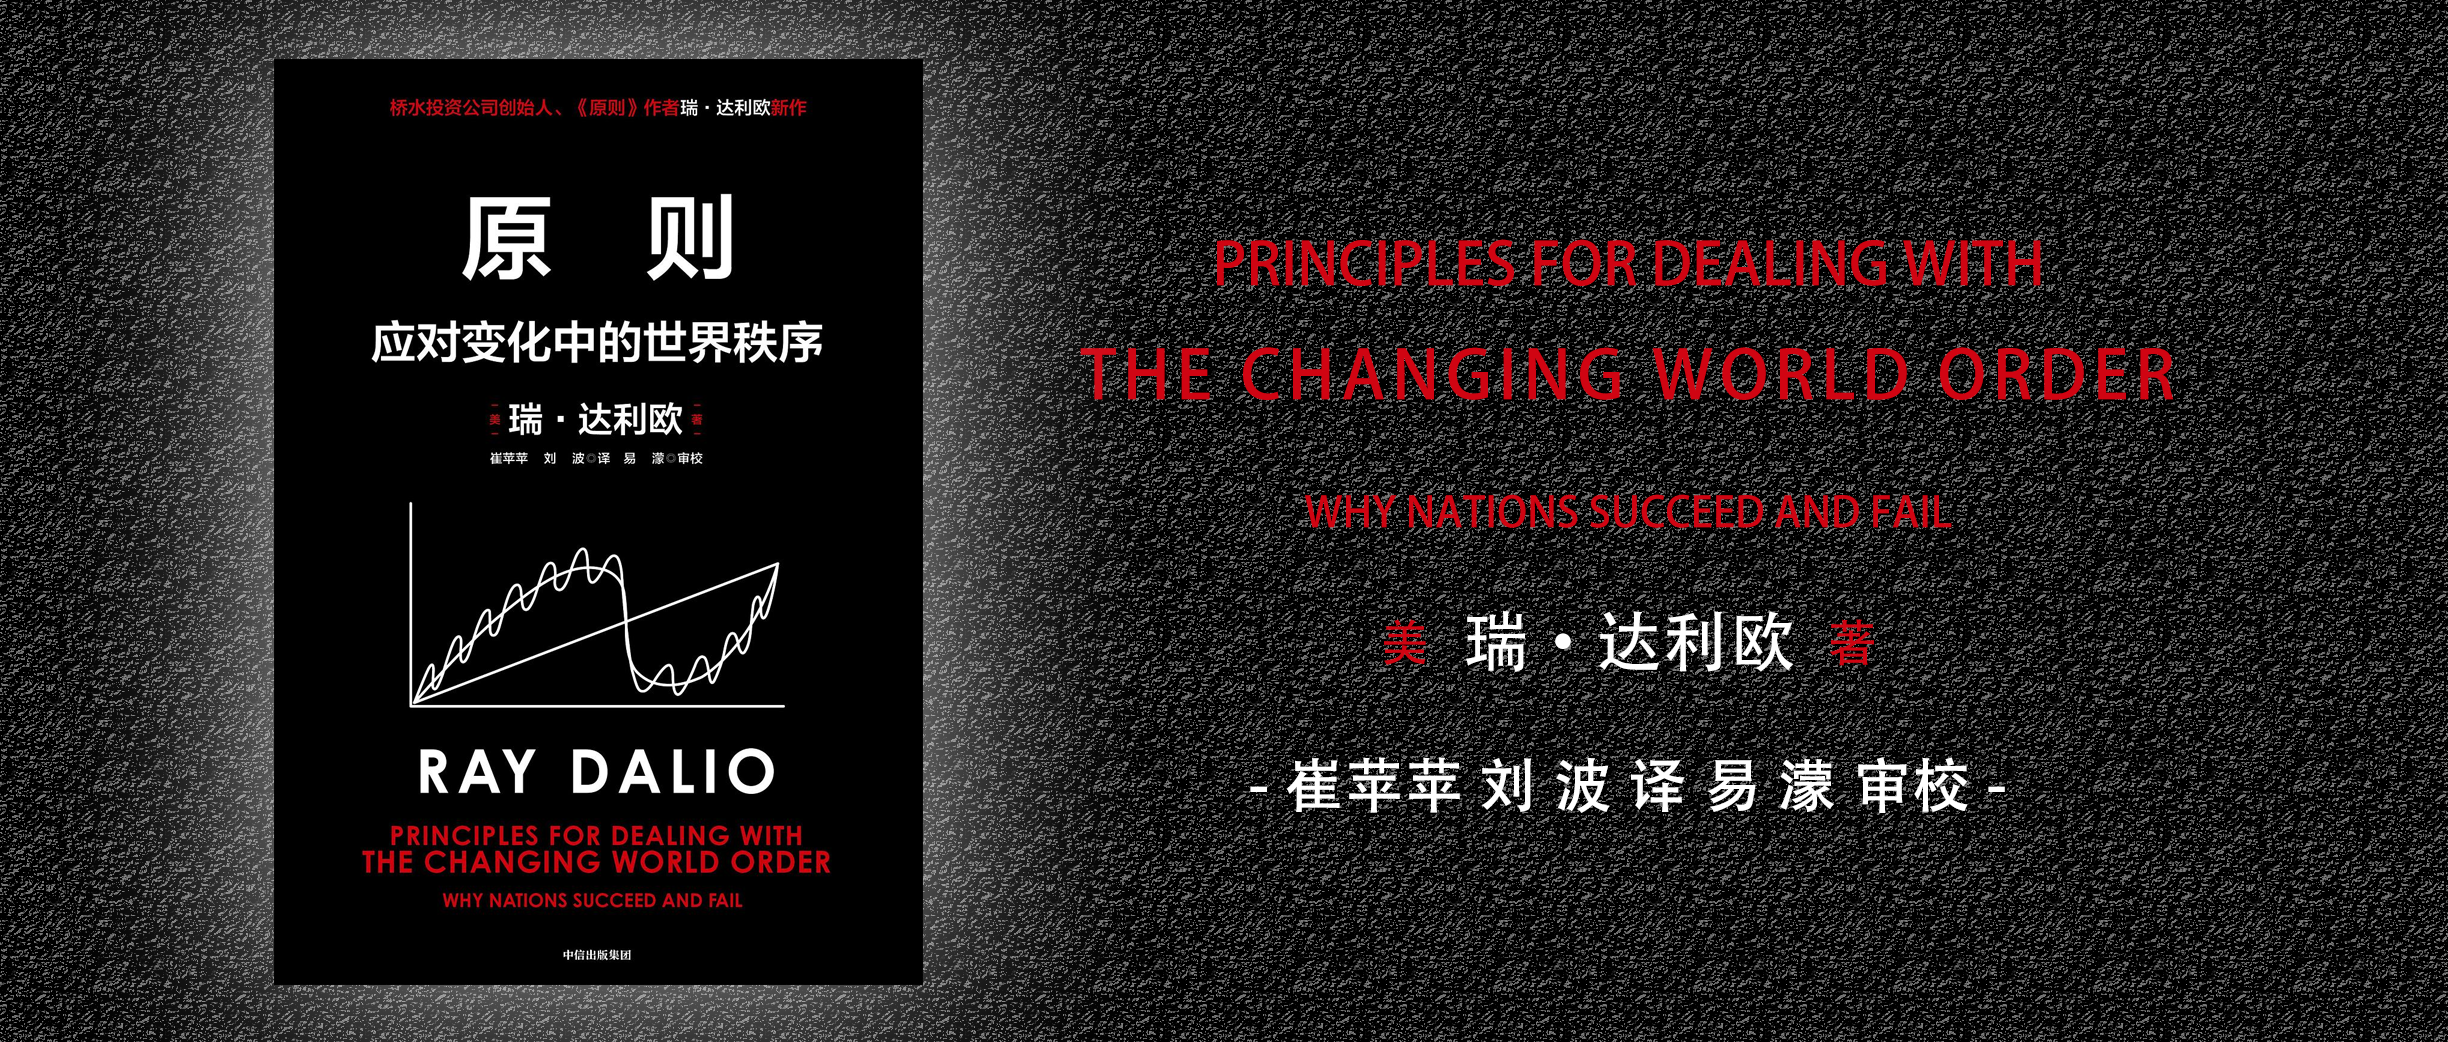 桥水投资公司创始人、《原则》作者瑞·达利欧新作
原 则
应对变化中的世界秩序
美 瑞·达利欧 著
崔苹苹 刘 波◎译 易 濛◎审校
RAY DALIO
PRINCIPLES FOR DEALING WITH
THE CHANGING WORLD ORDER
WHY NATIONS SUCCEED AND FAIL
中信出版集团
PRINCIPLES FOR DEALING WITH
THE CHANGING WORLD ORDER
WHY NATIONS SUCCEED AND FAIL
美 瑞·达利欧 著
- 崔苹苹 刘 波 译 易 濛 审校 -